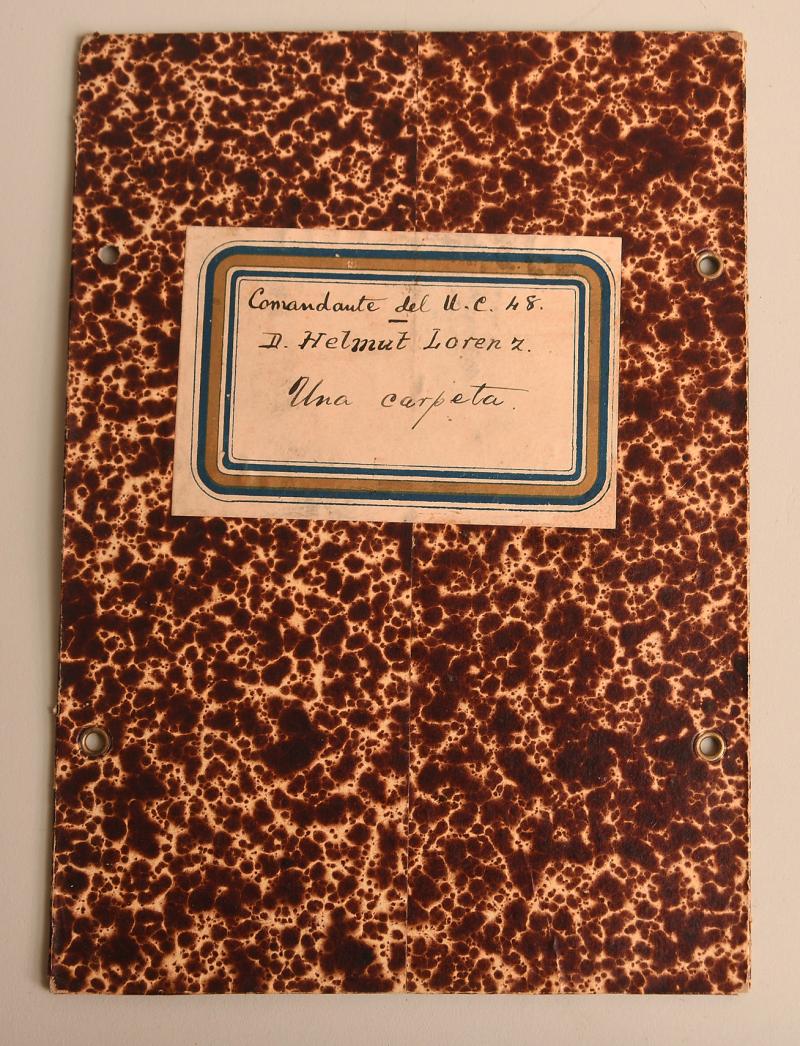 Comandante del U.C. 48.
D. Helmut Lorenz.
Una carpeta.